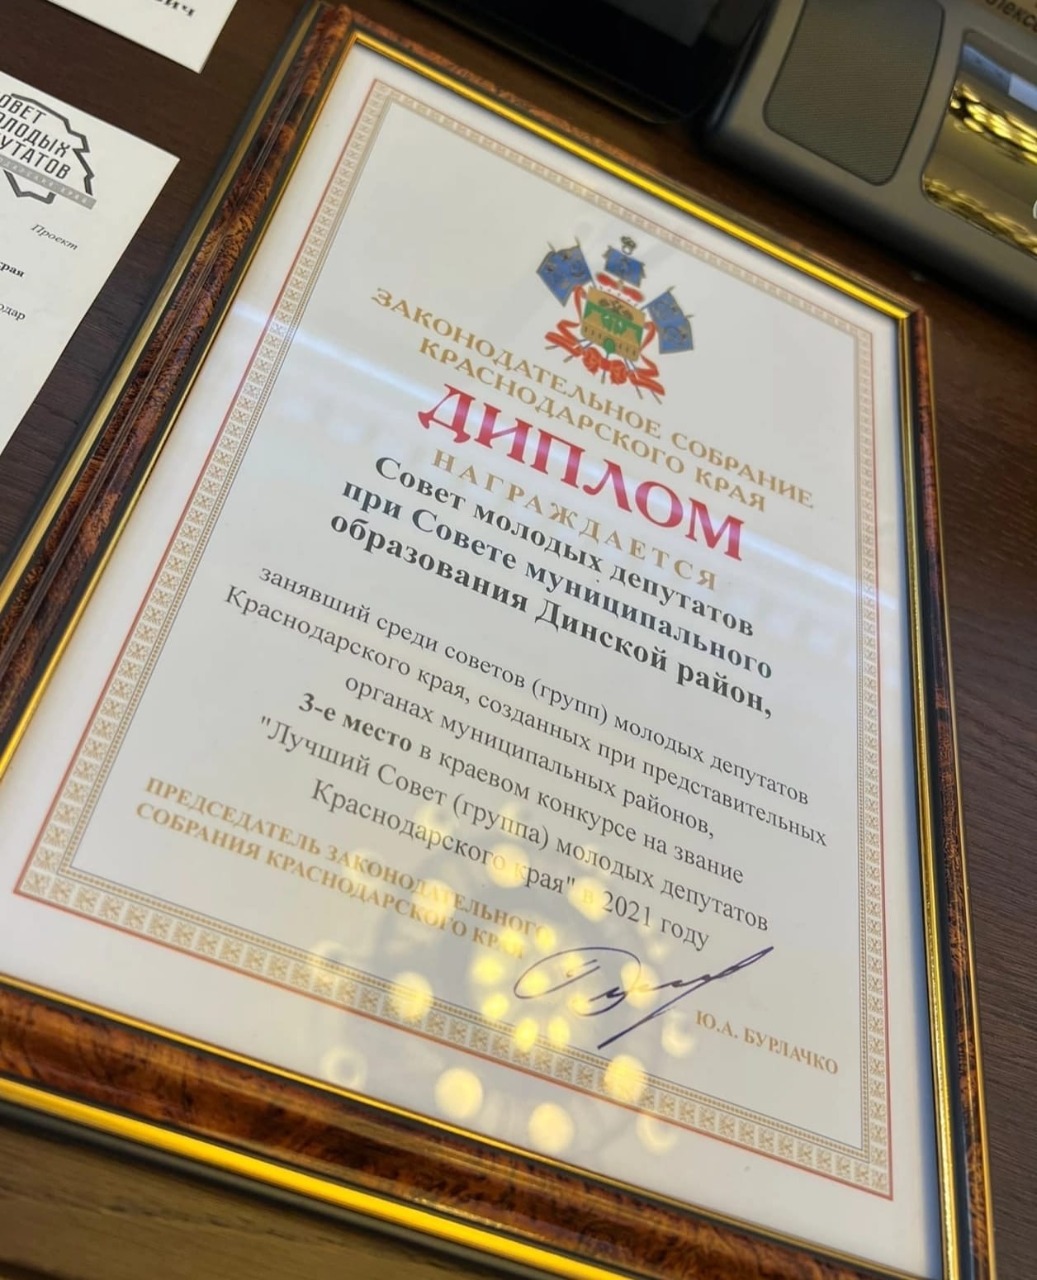 МОЛОДЫХ
Проект
ЗАКОНОДАТЕЛЬНОЕ СОБРАНИЕ
КРАСНОДАРСКОГО КРАЯ
ДИПЛОМ
НАГРАЖДАЕТСЯ
Совет молодых депутатов
при Совете муниципального
образования Динской район,
занявший среди советов (групп) молодых депутатов
Краснодарского края, созданных при представительных
органах муниципальных районов,
3-е место в краевом конкурсе на звание
"Лучший Совет (группа) молодых депутатов
Краснодарского края" в 2021 году
ПРЕДСЕДАТЕЛЬ ЗАКОНОДАТЕЛЬНОГО
СОБРАНИЯ КРАСНОДАРСКОГО КРАЯ
Ю.А. БУРЛАЧКО